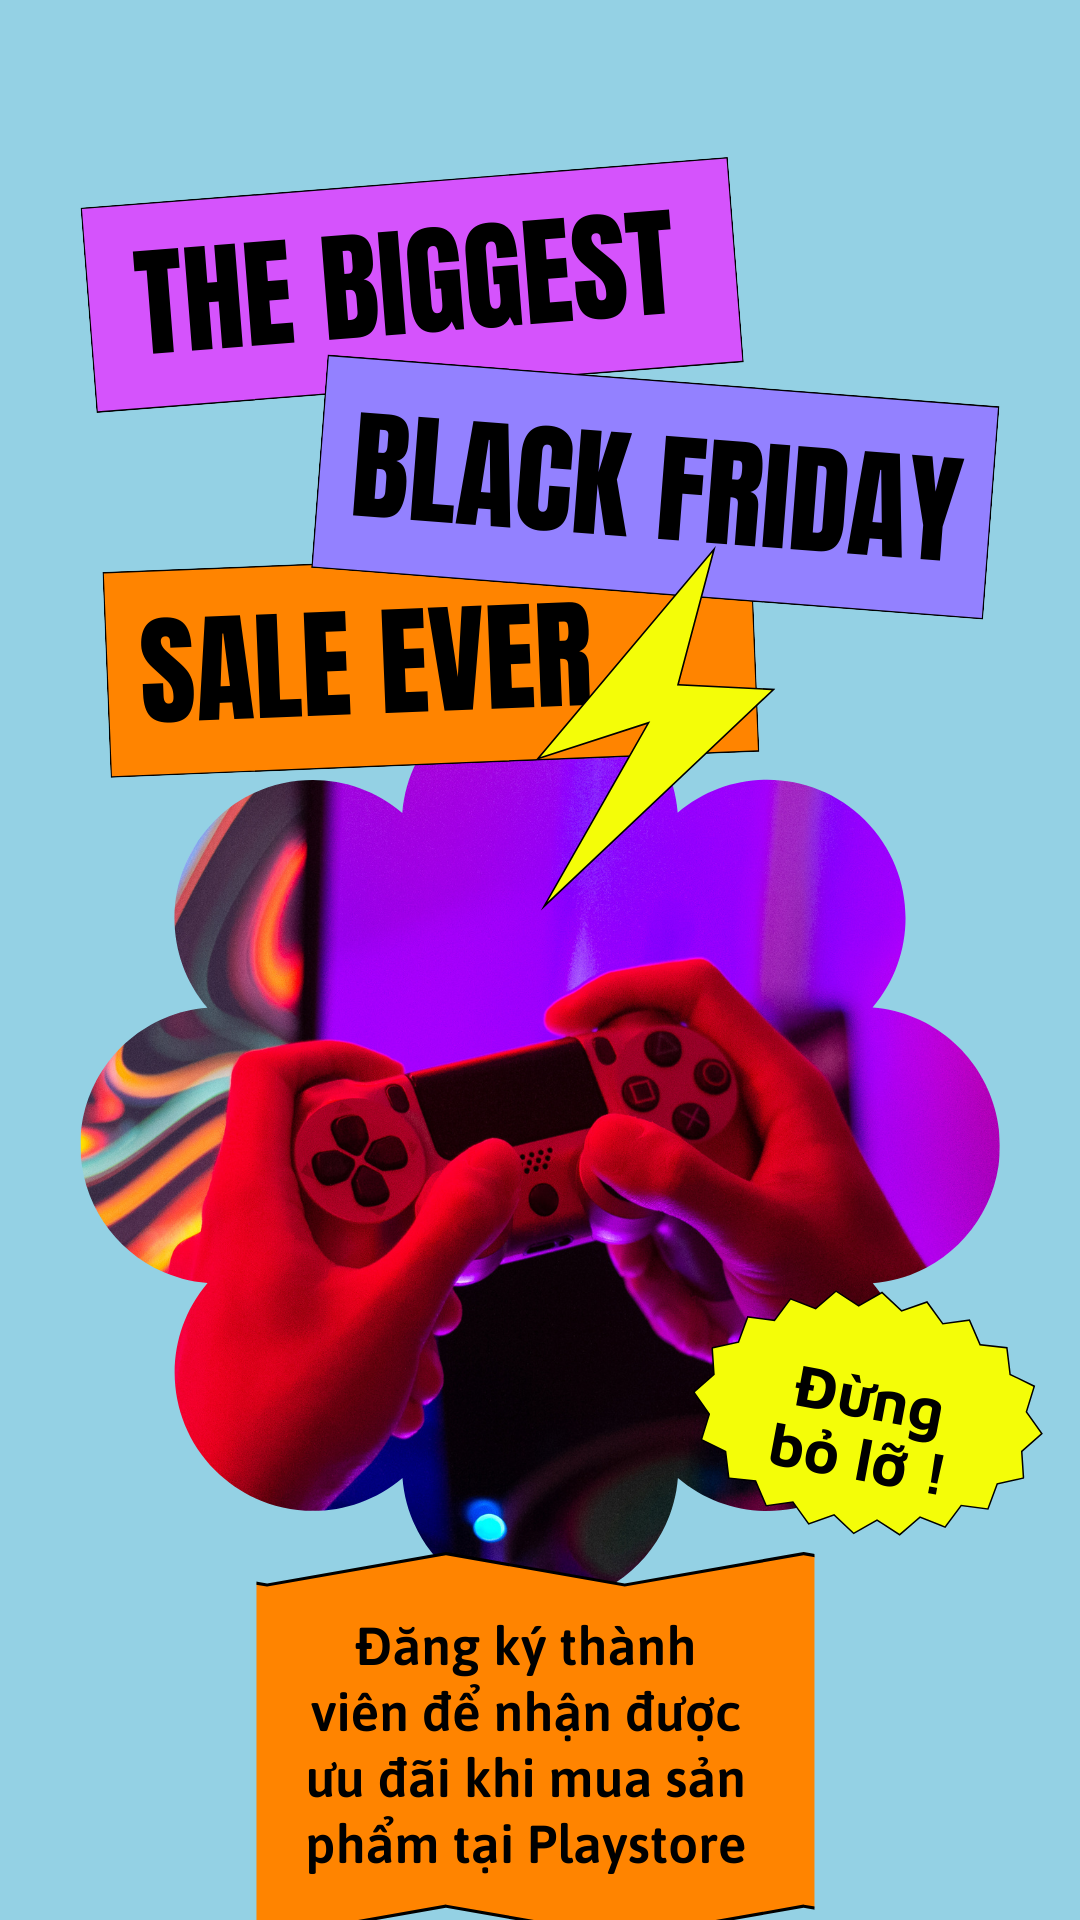 THE BIGGEST
BLACK FRIDAY
SALE EVER
Đừng
bỏ lỡ !
Đăng ký thành
viên để nhận được
ưu đãi khi mua sản
phẩm tại Playstore